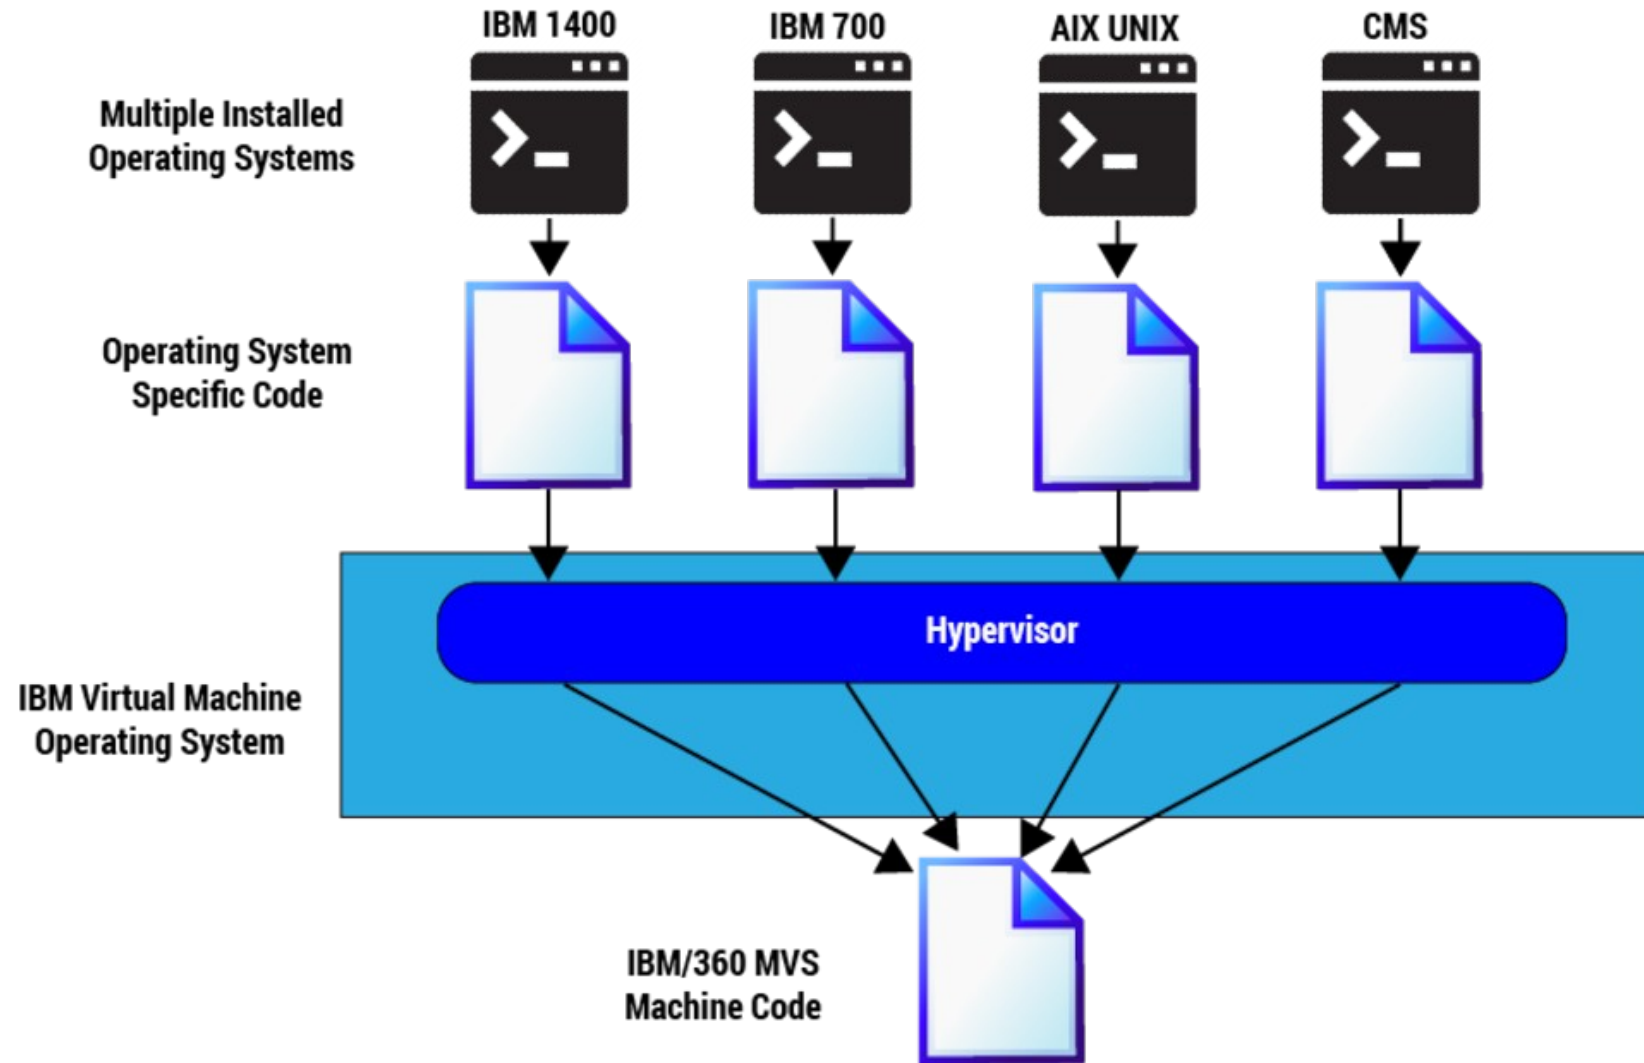 IBM 1400
IBM 700
AIX UNIX
CMS
Multiple Installed
Operating Systems
Operating System
Specific Code
Hypervisor
IBM Virtual Machine
Operating System
IBM/360 MVS
Machine Code